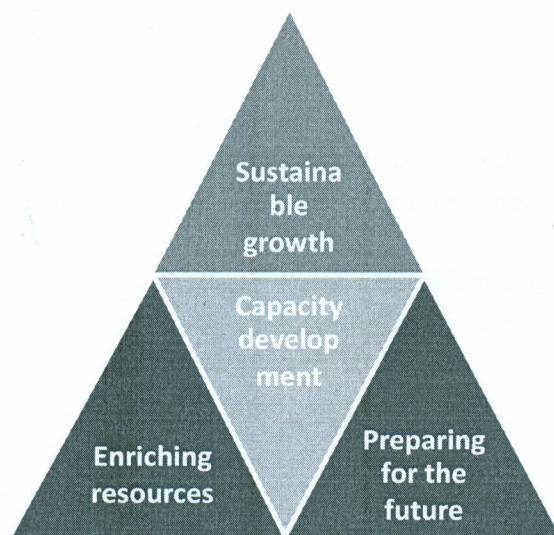 Sustaina
ble
growth
Capacity
develop
ment
Enriching
resources
Preparing
for the
future